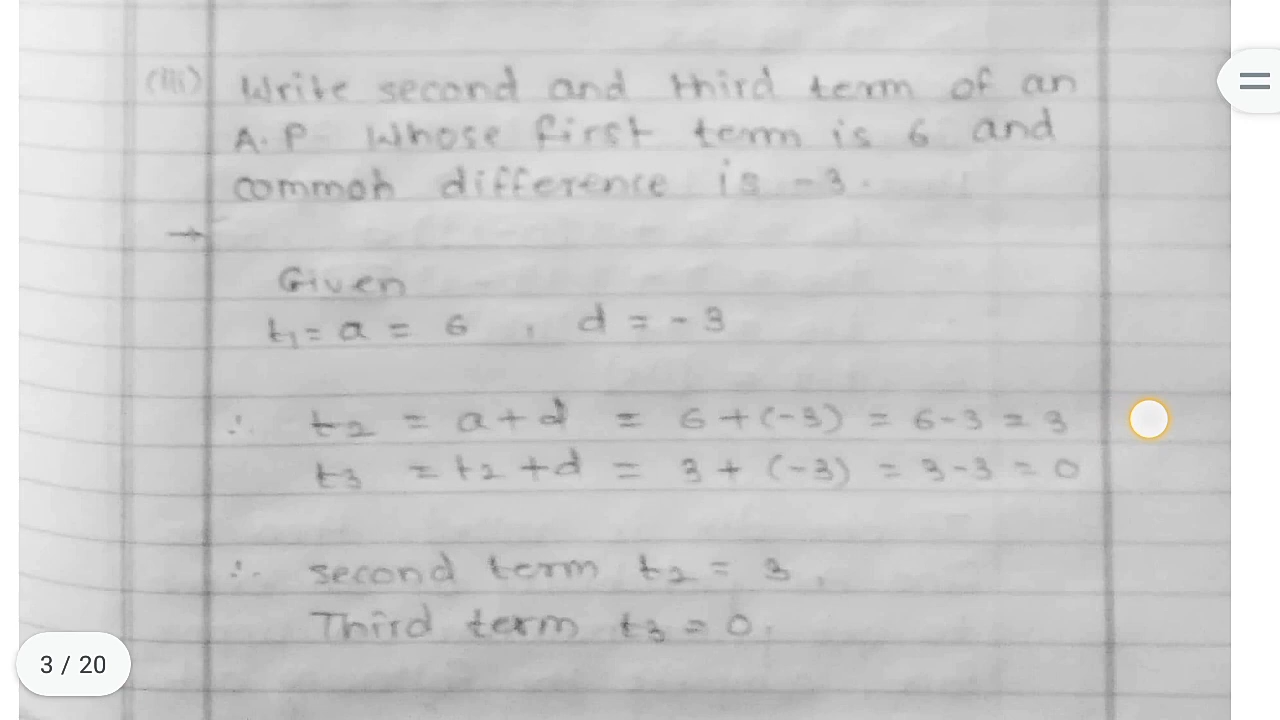 (iii) Write second and third term of an
A.P. Whose first term is 6 and
common difference is -3.
→
Given
t₁ = a = 6 , d = -3
∴ t₂ = a + d = 6 + (-3) = 6 - 3 = 3
t₃ = t₂ + d = 3 + (-3) = 3 - 3 = 0
∴ second term t₂ = 3,
Third term t₃ = 0.
3 / 20